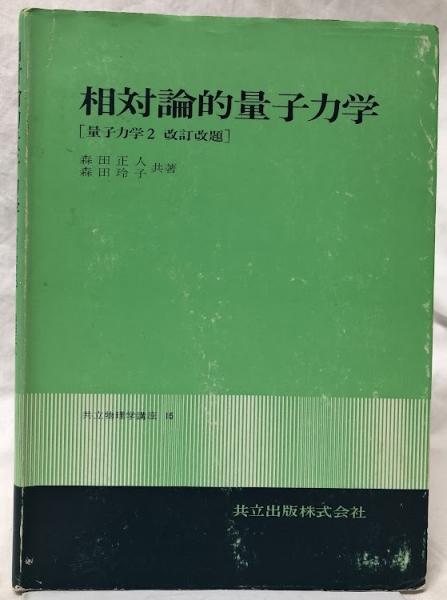 相対論的量子力学
[量子力学2 改訂改題]
森田正人
森田玲子 共著
共立物理学講座 16
共立出版株式会社